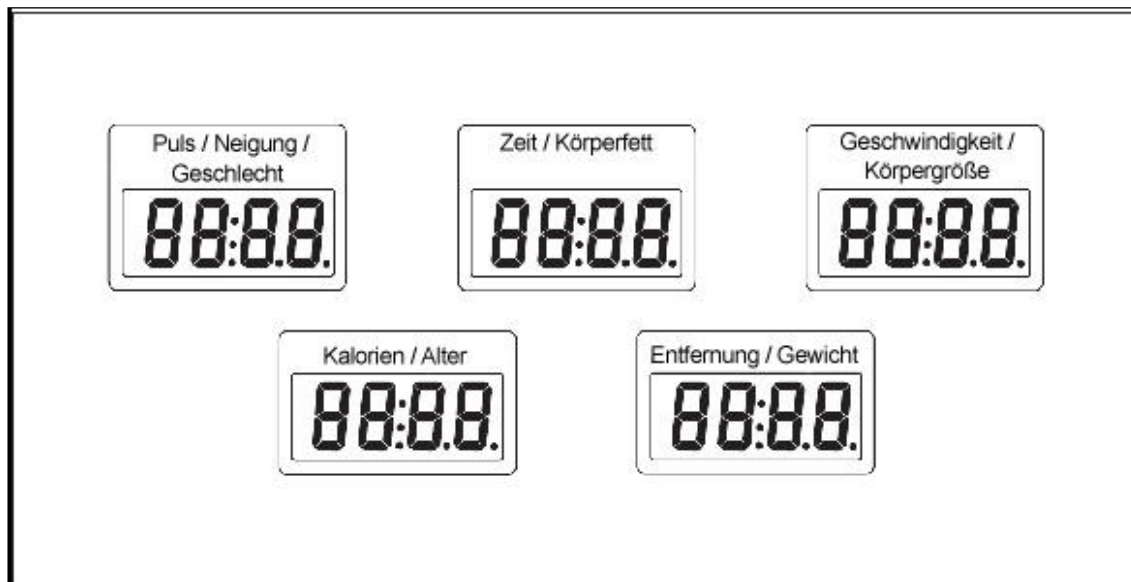 Puls / Neigung /
Geschlecht
88:8.8.
Zeit / Körperfett
88:8.8.
Geschwindigkeit /
Körpergröße
88:8.8.
Kalorien / Alter
88:8.8.
Entfernung / Gewicht
88:8.8.